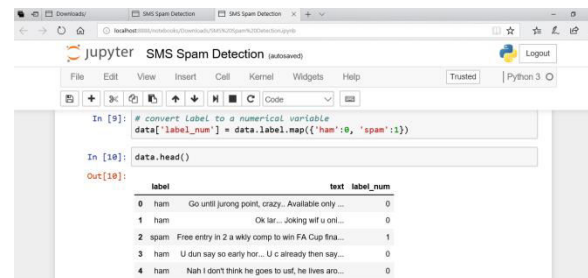 Downloads/
SMS Spam Detection
SMS Spam Detection
localhost:8888/notebooks/Downloads/SMS%20Spam%20Detection.ipynb
jupyter SMS Spam Detection (autosaved)
Logout
File Edit View Insert Cell Kernel Widgets Help
Trusted Python 3
Code
In [9]: # convert label to a numerical variable
data['label_num'] = data.label.map({'ham':0, 'spam':1})
In [10]: data.head()
Out[10]:
label text label_num
0 ham Go until jurong point, crazy.. Available only ... 0
1 ham Ok lar... Joking wif u oni... 0
2 spam Free entry in 2 a wkly comp to win FA Cup fina... 1
3 ham U dun say so early hor... U c already then say... 0
4 ham Nah I don't think he goes to usf, he lives aro... 0